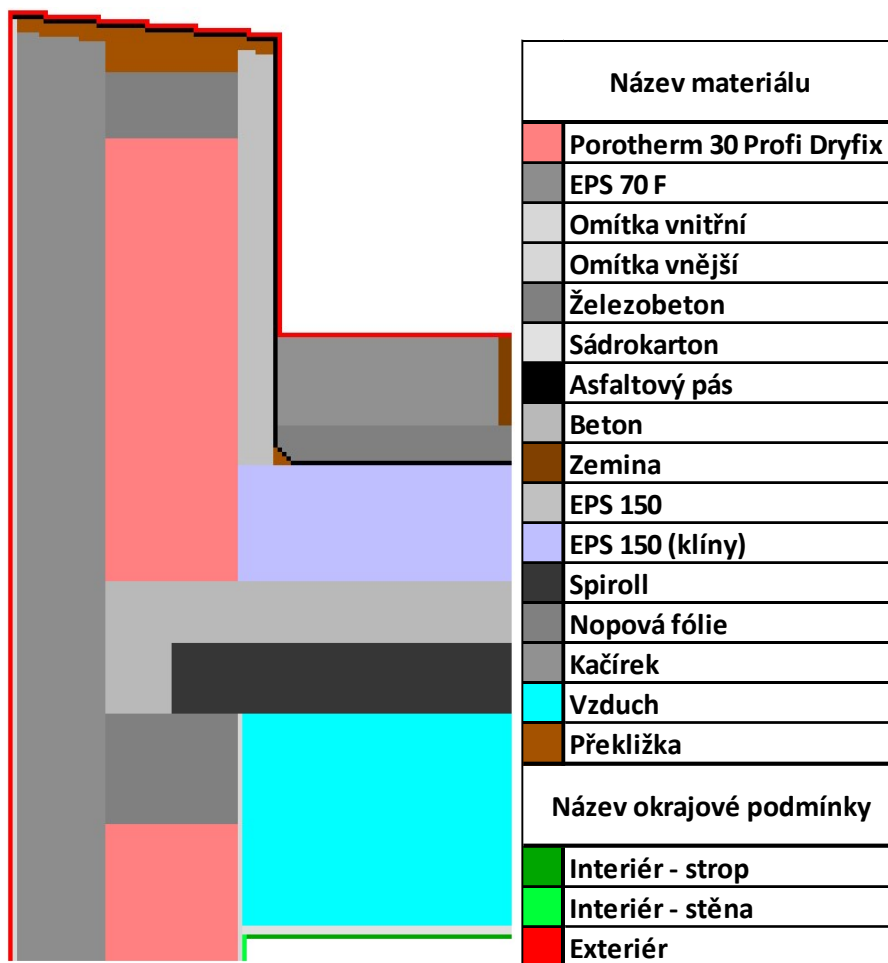 Název materiálu
Porotherm 30 Profi Dryfix
EPS 70 F
Omítka vnitřní
Omítka vnější
Železobeton
Sádrokarton
Asfaltový pás
Beton
Zemina
EPS 150
EPS 150 (klíny)
Spiroll
Nopová fólie
Kačírek
Vzduch
Překližka
Název okrajové podmínky
Interiér - strop
Interiér - stěna
Exteriér